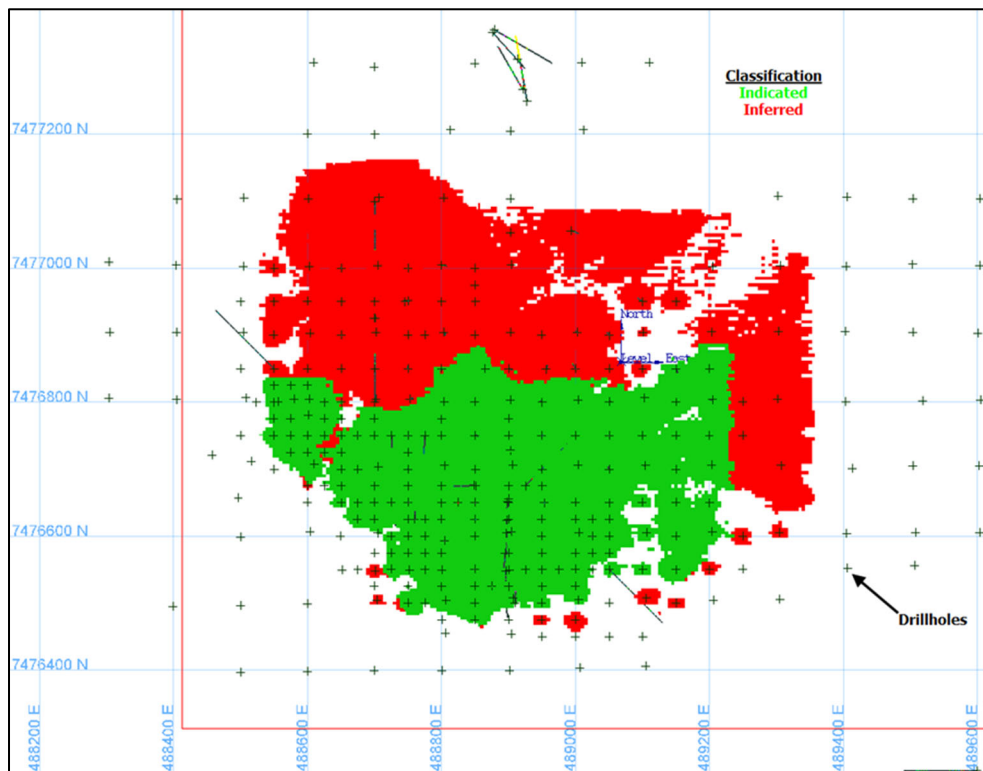 Classification
Indicated
Inferred
7477200 N
7477000 N
North
Level East
7476800 N
7476600 N
Drillholes
7476400 N
488200 E
488400 E
488600 E
488800 E
489000 E
489200 E
489400 E
489600 E